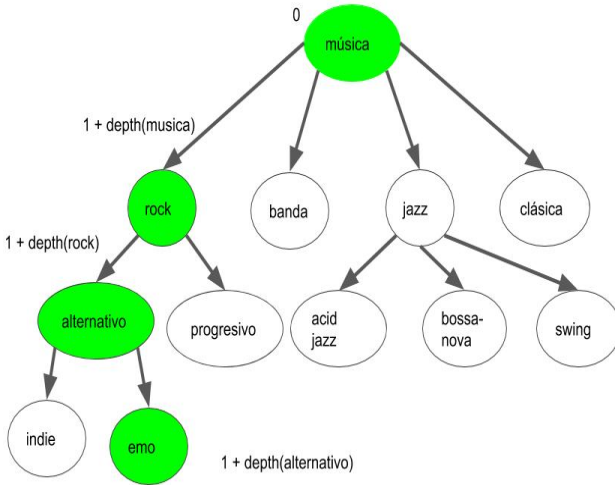 0
música
1 + depth(musica)
rock
banda
jazz
clásica
1 + depth(rock)
alternativo
progresivo
acid
jazz
bossa-
nova
swing
indie
emo
1 + depth(alternativo)